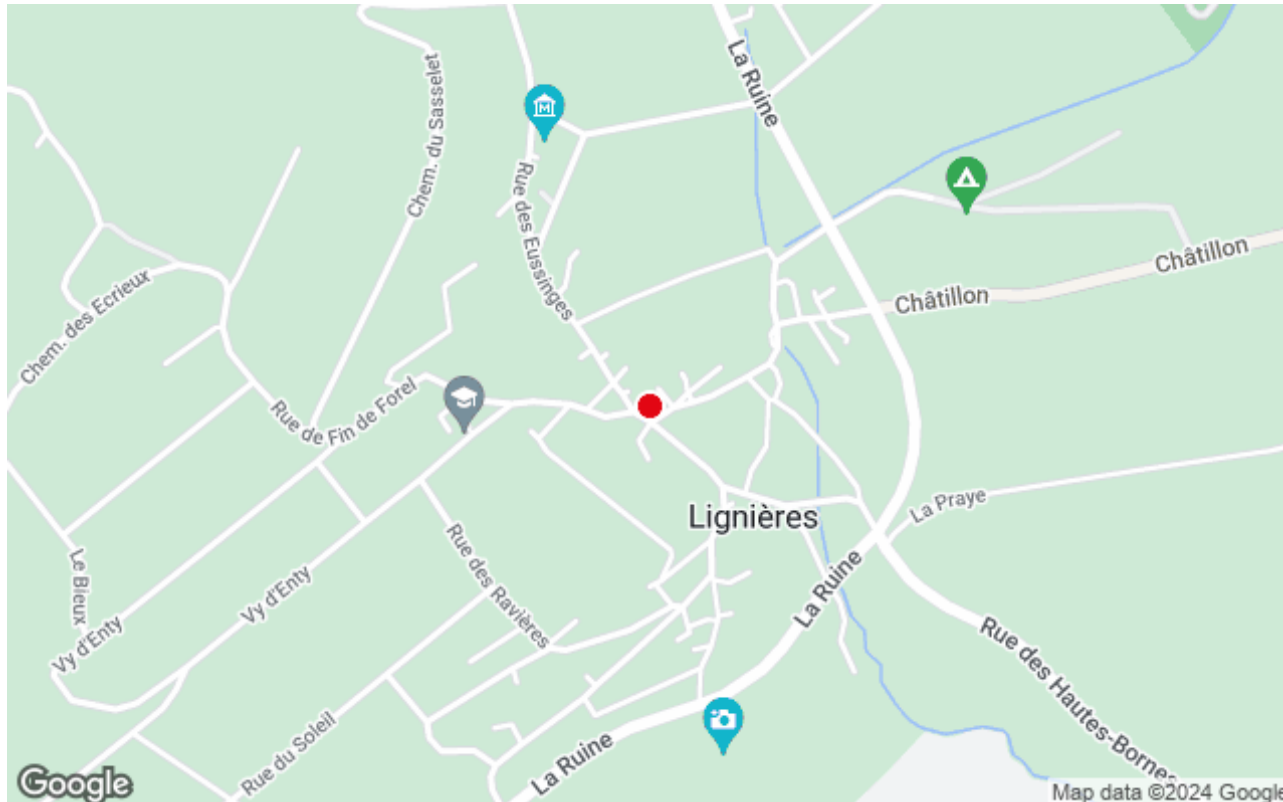 La Ruine
Chem. du Sasselet
M
Rue des Eussinges
Châtillon
Châtillon
Chem. des Ecrieux
Rue de Fin de Forel
Lignières
La Praye
Le Bieux
Vy d'Enty
Rue des Ravières
La Ruine
Vy d'Enty
Rue des Hautes-Bornes
Rue du Soleil
La Ruine
Google
Map data ©2024 Google